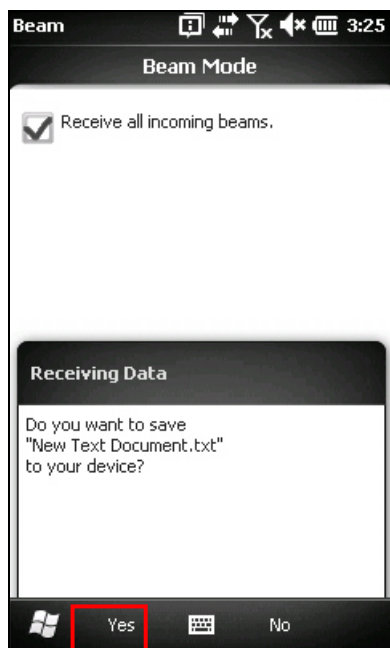 Beam 3:25
Beam Mode
Receive all incoming beams.
Receiving Data
Do you want to save
"New Text Document.txt"
to your device?
Yes No